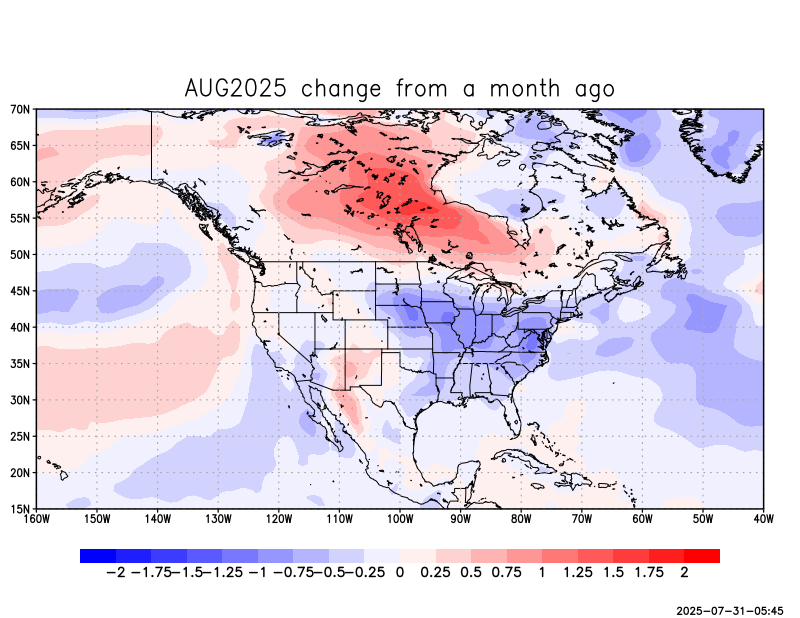 AUG2025 change from a month ago
70N
65N
60N
55N
50N
45N
40N
35N
30N
25N
20N
15N
160W 150W 140W 130W 120W 110W 100W 90W 80W 70W 60W 50W 40W
-2 -1.75 -1.5 -1.25 -1 -0.75 -0.5 -0.25 0 0.25 0.5 0.75 1 1.25 1.5 1.75 2
2025-07-31-05:45